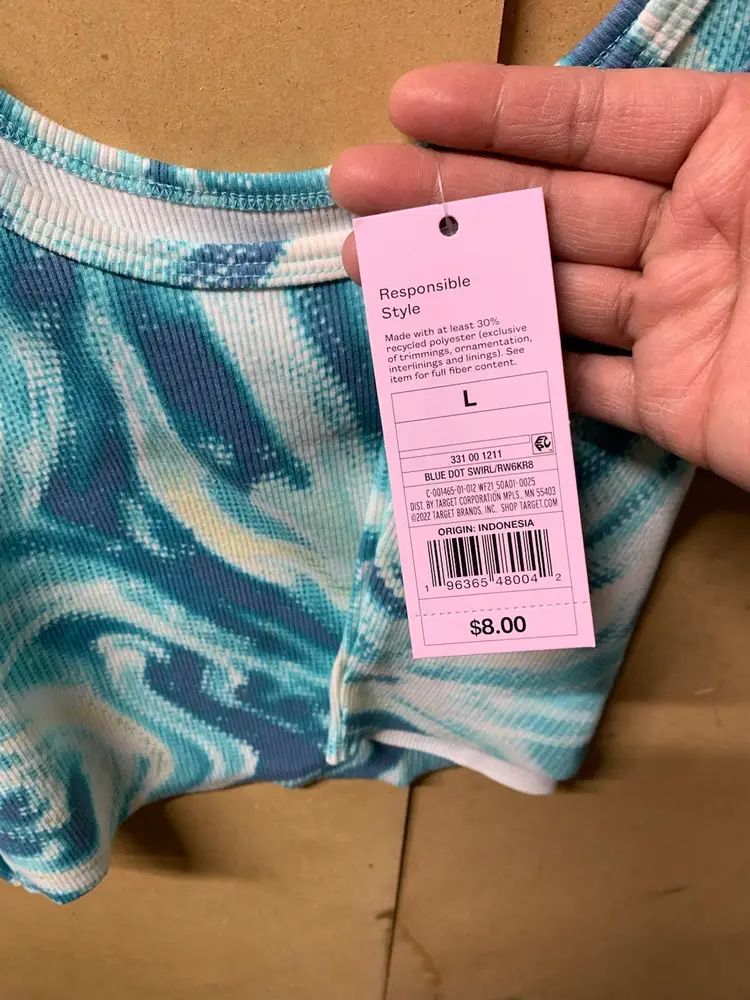 Responsible
Style
Made with at least 30%
recycled polyester (exclusive
of trimmings, ornamentation,
interlinings and linings). See
item for full fiber content.
L
331 00 1211
BLUE DOT SWIRL/RW6KR8
C-001465-01-012 WF21 50A01-0025
DIST. BY TARGET CORPORATION MPLS., MN 55403
©2022 TARGET BRANDS, INC. SHOP TARGET.COM
ORIGIN: INDONESIA
1 96365 48004 2
$8.00